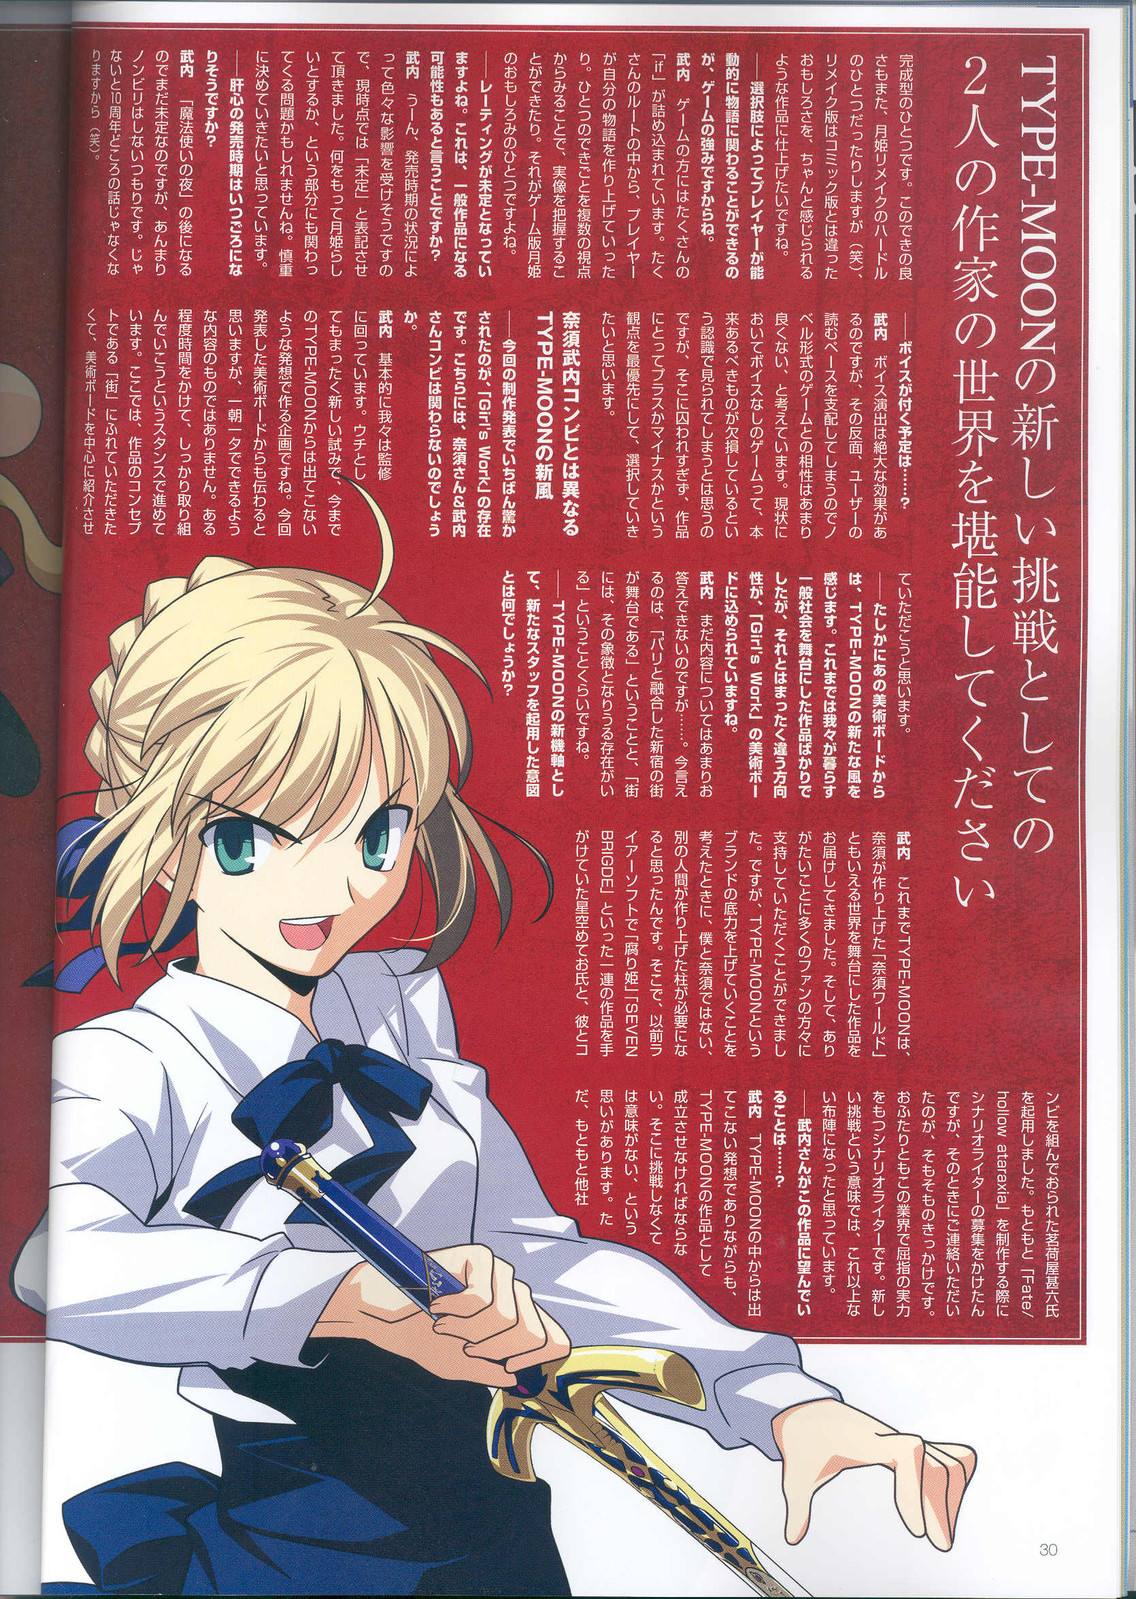 TYPE-MOONの新しい挑戦としての
2人の作家の世界を堪能してください
完成型のひとつです。このできの良
さもまた、月姫リメイクのハードル
のひとつだったりしますが（笑）、
リメイク版はコミック版とは違った
おもしろさを、ちゃんと感じられる
ような作品に仕上げたいですね。
――選択肢によってプレイヤーが能
動的に物語に関わることができるの
が、ゲームの強みですからね。
武内　ゲームの方にはたくさんの
「if」が詰め込まれています。たく
さんのルートの中から、プレイヤー
が自分の物語を作り上げていった
り。ひとつのできごとを複数の視点
からみることで、実像を把握するこ
とができたり。それがゲーム版月姫
のおもしろみのひとつですよね。
――レーティングが未定となってい
ますよね。これは、一般作品になる
可能性もあると言うことですか？
武内　うーん、発売時期の状況によ
って色々な影響を受けそうですの
で、現時点では「未定」と表記させ
て頂きました。何をもって月姫らし
いとするか、という部分にも関わっ
てくる問題かもしれませんね。慎重
に決めていきたいと思っています。
――肝心の発売時期はいつごろにな
りそうですか？
武内　「魔法使いの夜」の後になる
のでまだ未定なのですが、あんまり
ノンビリはしないつもりです。じゃ
ないと10周年どころの話じゃなくな
りますから（笑）。
――ボイスが付く予定は……？
武内　ボイス演出は絶大な効果があ
るのですが、その反面、ユーザーの
読むペースを支配してしまうのでノ
ベル形式のゲームとの相性はあまり
良くない、と考えています。現状に
おいてボイスなしのゲームって、本
来あるべきものが欠損しているとい
う認識で見られてしまうとは思うの
ですが、そこに囚われすぎず、作品
にとってプラスかマイナスかという
観点を最優先にして、選択していき
たいと思います。
奈須武内コンビとは異なる
TYPE-MOONの新風
――今回の制作発表でいちばん驚か
されたのが、「Girl's Work」の存在
です。こちらには、奈須さん&武内
さんコンビは関わらないのでしょう
か。
武内　基本的に我々は監修
に回っています。ウチとし
てもまったく新しい試みで、今まで
のTYPE-MOONからは出てこない
ような発想で作る企画ですね。今回
発表した美術ボードからも伝わると
思いますが、一朝一夕でできるよう
な内容のものではありません。ある
程度時間をかけて、しっかり取り組
んでいこうというスタンスで進めて
います。ここでは、作品のコンセプ
トである「街」にふれていただきた
くて、美術ボードを中心に紹介させ
ていただこうと思います。
――たしかにあの美術ボードから
は、TYPE-MOONの新たな風を
感じます。これまでは我々が暮らす
一般社会を舞台にした作品ばかりで
したが、それとはまったく違う方向
性が、「Girl's Work」の美術ボー
ドに込められていますね。
武内　まだ内容についてはあまりお
答えできないのですが……。今言え
るのは、「パリと融合した新宿の街
が舞台である」ということと、「街
には、その象徴となりうる存在がい
る」ということくらいですね。
――TYPE-MOONの新機軸とし
て、新たなスタッフを起用した意図
とは何でしょうか？
武内　これまでTYPE-MOONは、
奈須が作り上げた「奈須ワールド」
ともいえる世界を舞台にした作品を
お届けしてきました。そして、あり
がたいことに多くのファンの方々に
支持していただくことができまし
た。ですが、TYPE-MOONという
ブランドの底力を上げていくことを
考えたときに、僕と奈須ではない、
別の人間が作り上げた柱が必要にな
ると思ったんです。そこで、以前ラ
イアーソフトで「腐り姫」「SEVEN
BRIGDE」といった一連の作品を手
がけていた星空めてお氏と、彼とコ
ンビを組んでおられた茗荷屋甚六氏
を起用しました。もともと「Fate/
hollow ataraxia」を制作する際に
シナリオライターの募集をかけたん
ですが、そのときにご連絡いただい
たのが、そもそものきっかけです。
おふたりともこの業界で屈指の実力
をもつシナリオライターです。新し
い挑戦という意味では、これ以上な
い布陣になったと思っています。
――武内さんがこの作品に望んでい
ることは……？
武内　TYPE-MOONの中からは出
てこない発想でありながらも、
TYPE-MOONの作品として
成立させなければならな
い。そこに挑戦しなくて
は意味がない、という
思いがあります。た
だ、もともと他社
30